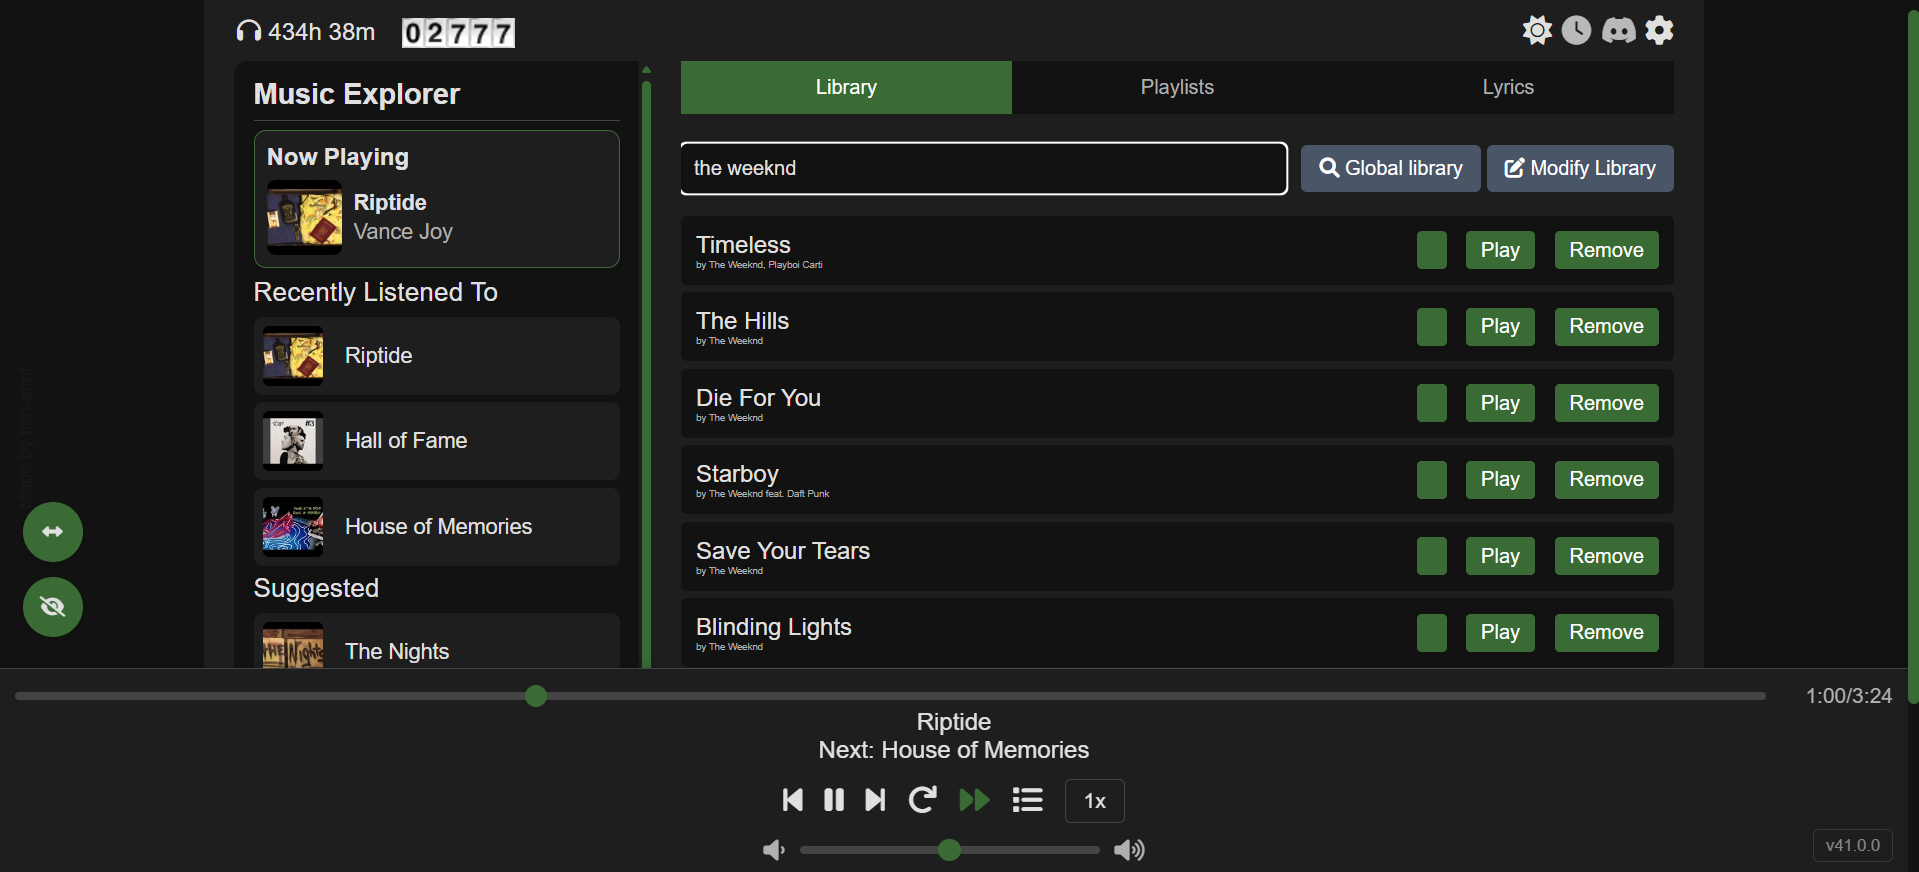 434h 38m
02777
Music Explorer
Now Playing
Riptide
Vance Joy
Recently Listened To
Riptide
#3
Hall of Fame
House of Memories
Suggested
THE Nights
The Nights
Library
Playlists
Lyrics
the weeknd
Global library
Modify Library
Timeless
by The Weeknd, Playboi Carti
Play
Remove
The Hills
by The Weeknd
Play
Remove
Die For You
by The Weeknd
Play
Remove
Starboy
by The Weeknd feat. Daft Punk
Play
Remove
Save Your Tears
by The Weeknd
Play
Remove
Blinding Lights
by The Weeknd
Play
Remove
1:00/3:24
Riptide
Next: House of Memories
1x
v41.0.0